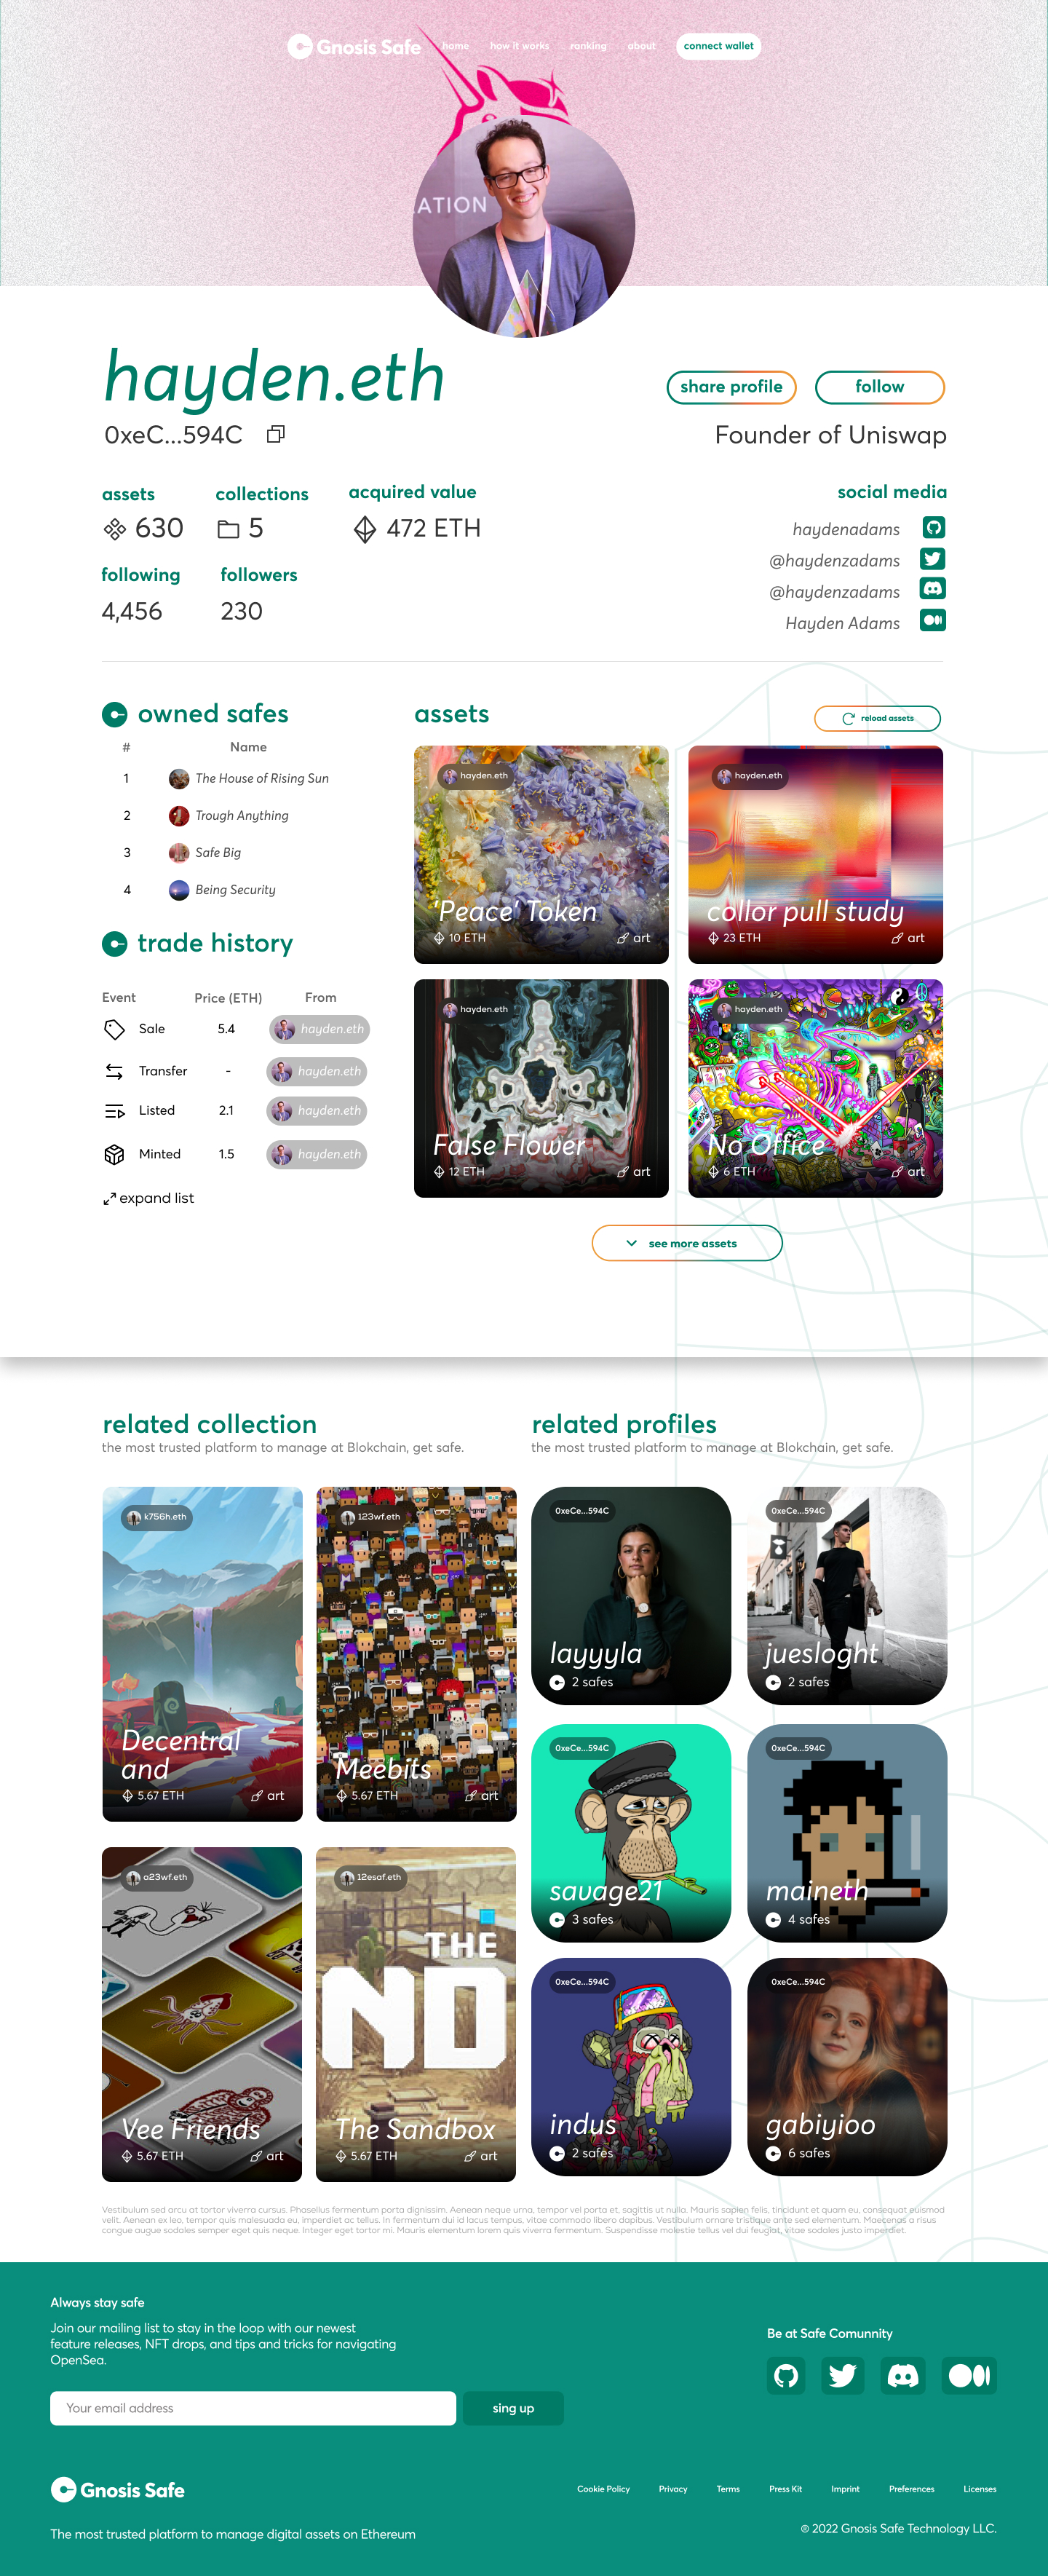 Gnosis Safe
home how it works ranking about connect wallet
ATION
hayden.eth
share profile follow
0xeC...594C
Founder of Uniswap
assets collections acquired value
630 5 472 ETH
following followers
4,456 230
social media
haydenadams
@haydenzadams
@haydenzadams
Hayden Adams
owned safes
# Name
1 The House of Rising Sun
2 Trough Anything
3 Safe Big
4 Being Security
trade history
Event Price (ETH) From
Sale 5.4 hayden.eth
Transfer - hayden.eth
Listed 2.1 hayden.eth
Minted 1.5 hayden.eth
expand list
assets
reload assets
hayden.eth
'Peace' Token
10 ETH art
hayden.eth
collor pull study
23 ETH art
hayden.eth
False Flower
12 ETH art
hayden.eth
No Office
6 ETH art
see more assets
related collection
the most trusted platform to manage at Blokchain, get safe.
k756h.eth
Decentral
and
5.67 ETH art
123wf.eth
Meebits
5.67 ETH art
a23wf.eth
Vee Friends
5.67 ETH art
12esaf.eth
THE
ND
The Sandbox
5.67 ETH art
related profiles
the most trusted platform to manage at Blokchain, get safe.
0xeCe...594C
layyyla
2 safes
0xeCe...594C
juesloght
2 safes
0xeCe...594C
savage21
3 safes
0xeCe...594C
maineth
4 safes
0xeCe...594C
indus
2 safes
0xeCe...594C
gabiyioo
6 safes
Vestibulum sed arcu at tortor viverra cursus. Phasellus fermentum porta dignissim. Aenean neque urna, tempor vel porta et, sagittis ut nulla. Mauris sapien felis, tincidunt et quam eu, consequat euismod
velit. Aenean ex leo, tempor quis malesuada eu, imperdiet ac tellus. In fermentum dui id lacus tempus, vitae commodo libero dapibus. Vestibulum ornare tristique ante sed elementum. Maecenas a risus
congue augue sodales semper eget quis neque. Integer eget tortor mi. Mauris elementum lorem quis viverra fermentum. Suspendisse molestie tellus vel dui feugiat, vitae sodales justo imperdiet.
Always stay safe
Join our mailing list to stay in the loop with our newest
feature releases, NFT drops, and tips and tricks for navigating
OpenSea.
Your email address
sing up
Be at Safe Comunnity
Gnosis Safe
Cookie Policy Privacy Terms Press Kit Imprint Preferences Licenses
The most trusted platform to manage digital assets on Ethereum
® 2022 Gnosis Safe Technology LLC.